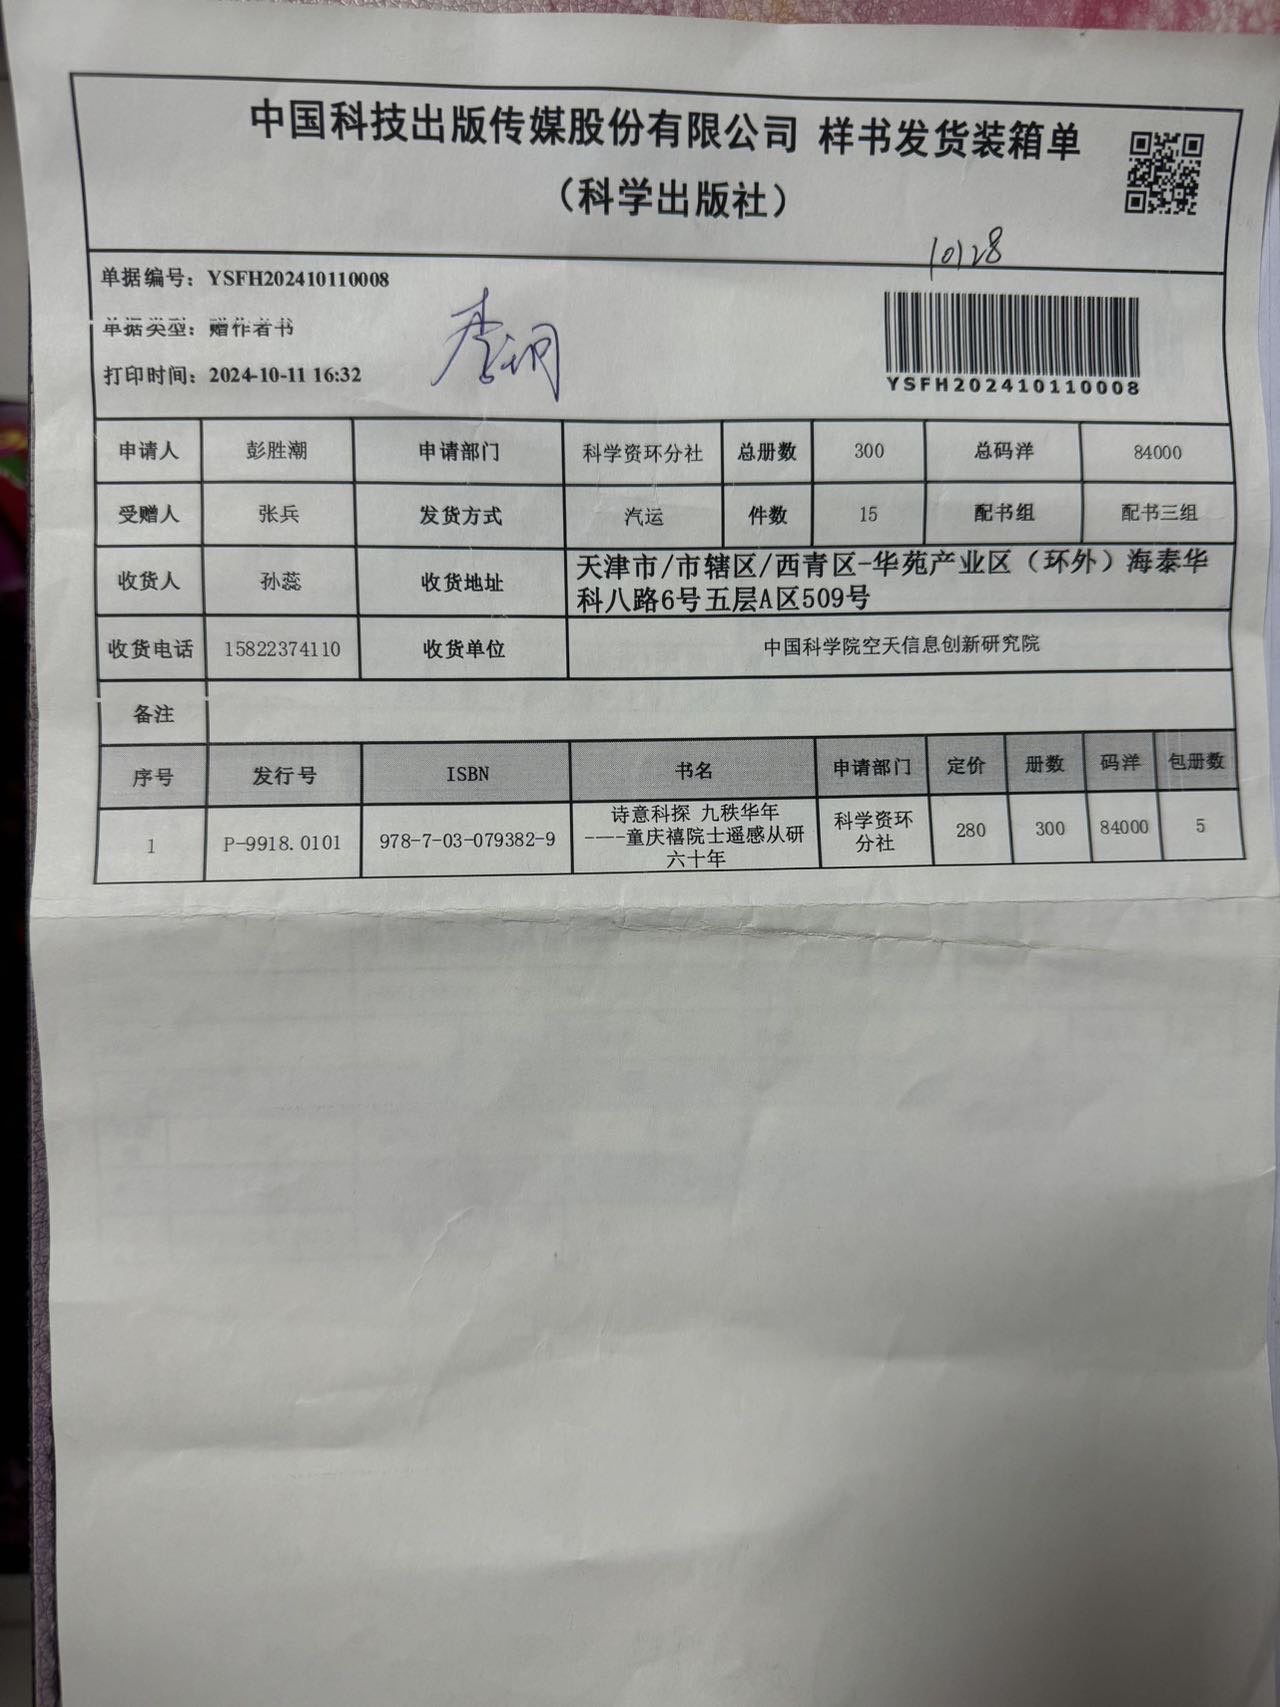 中国科技出版传媒股份有限公司 样书发货装箱单
（科学出版社）
10128
单据编号：YSFH202410110008
单据类型：赠作者书
打印时间：2024-10-11 16:32
YSFH202410110008
申请人 彭胜潮 申请部门 科学资环分社 总册数 300 总码洋 84000
受赠人 张兵 发货方式 汽运 件数 15 配书组 配书三组
收货人 孙蕊 收货地址 天津市/市辖区/西青区-华苑产业区（环外）海泰华
科八路6号五层A区509号
收货电话 15822374110 收货单位 中国科学院空天信息创新研究院
备注
序号 发行号 ISBN 书名 申请部门 定价 册数 码洋 包册数
1 P-9918.0101 978-7-03-079382-9 诗意科探 九秩华年
----童庆禧院士遥感从研
六十年 科学资环
分社 280 300 84000 5